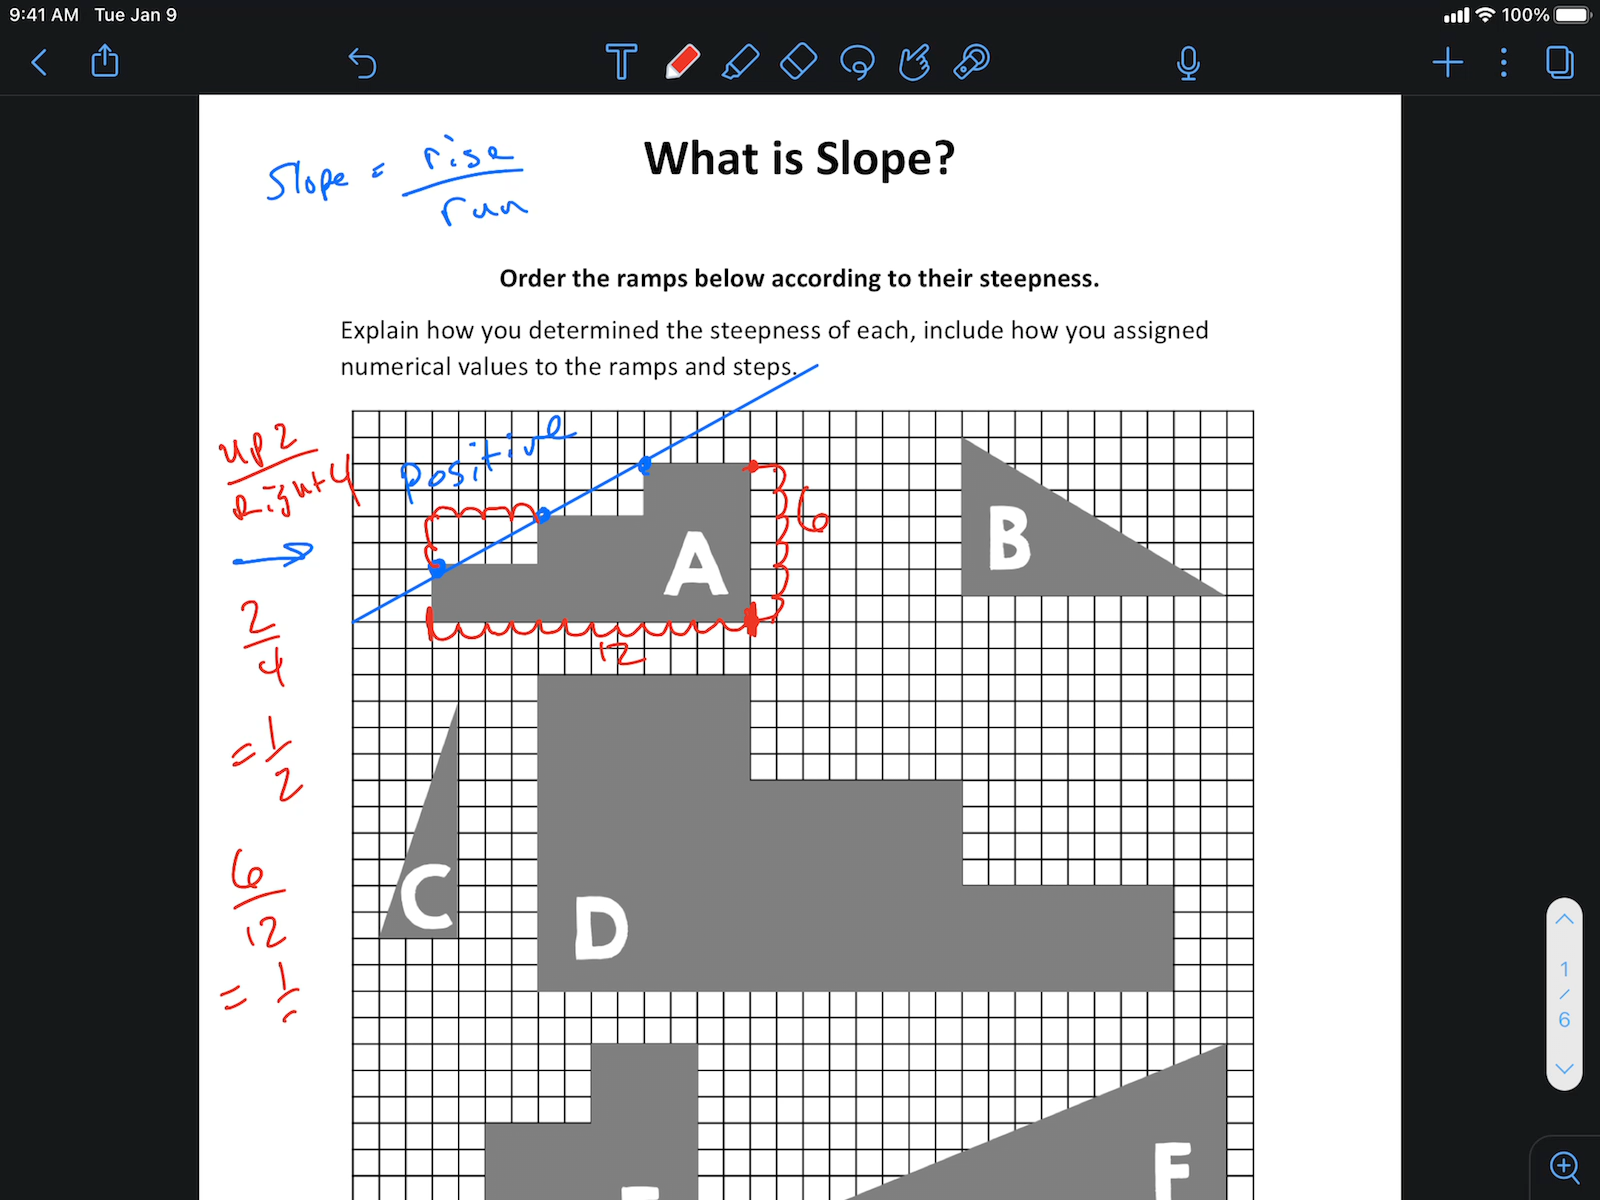 9:41 AM Tue Jan 9
100%
What is Slope?
Slope = rise
run
Order the ramps below according to their steepness.
Explain how you determined the steepness of each, include how you assigned
numerical values to the ramps and steps.
up 2
Right 4
Positive
6
A
B
12
2
4
= 1
2
C
D
6
12
= 1
1
/
6
F